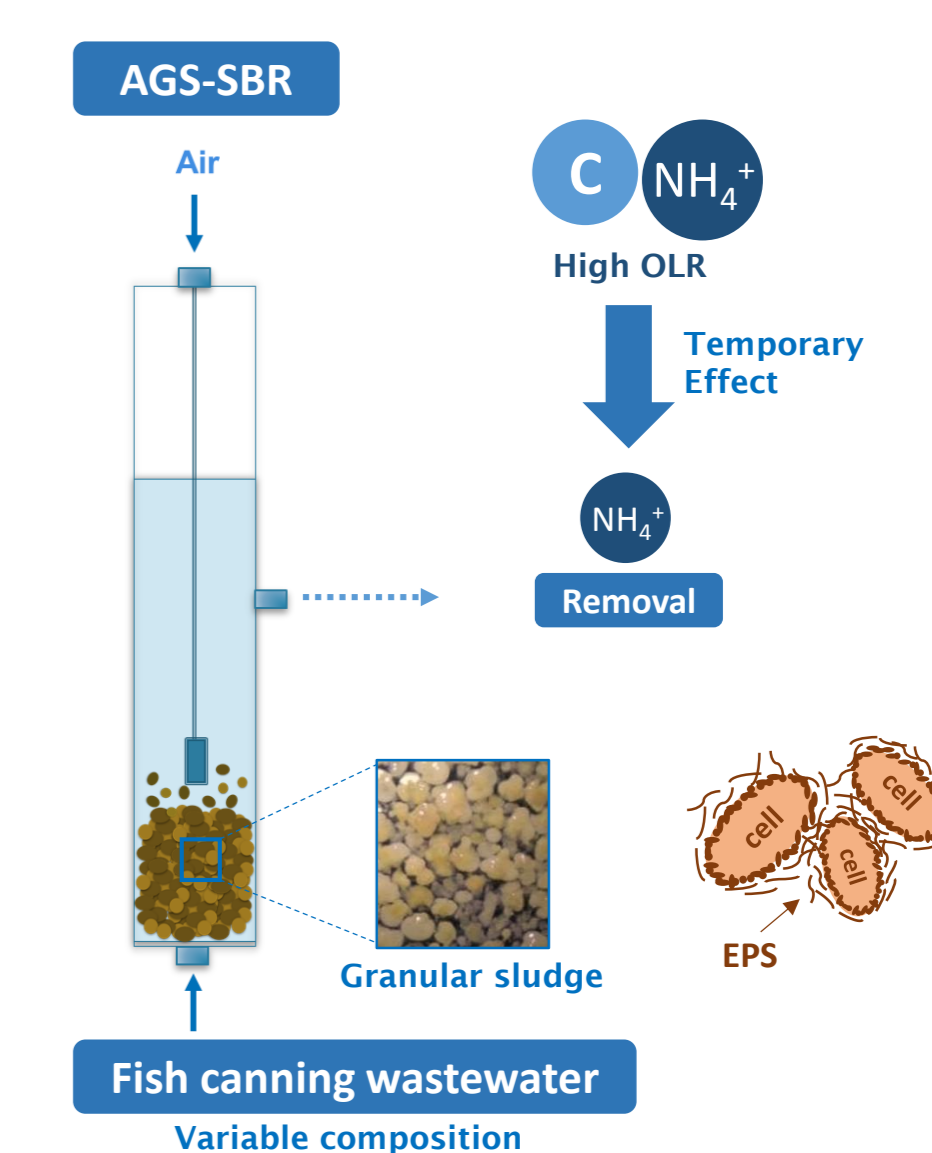 AGS-SBR
Air
C
NH₄⁺
High OLR
Temporary
Effect
NH₄⁺
Removal
cell
cell
cell
EPS
Granular sludge
Fish canning wastewater
Variable composition